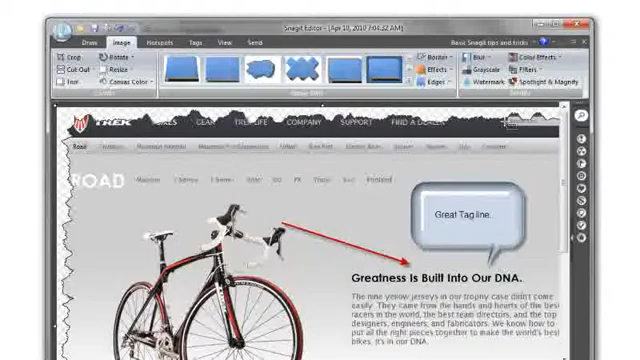 Snagit Editor - [Apr 10, 2010 7:04:32 AM]
Draw Image Hotspots Tags View Send
Basic Snagit tips and tricks
Crop Rotate
Cut Out Resize
Trim Canvas Color
Border
Effects
Edges
Blur Color Effects
Grayscale Filters
Watermark Spotlight & Magnify
TREK
GEAR TREK LIFE COMPANY SUPPORT FIND A DEALER
Road
ROAD
Great Tag line.
Greatness Is Built Into Our DNA.
The nine yellow jerseys in our trophy case didn't come
easily. They came from the hands and hearts of the best
racers in the world, the best team directors, and the top
designers, engineers, and fabricators. We know how to
put all the right pieces together to make the world's best
bikes, it's in our DNA.